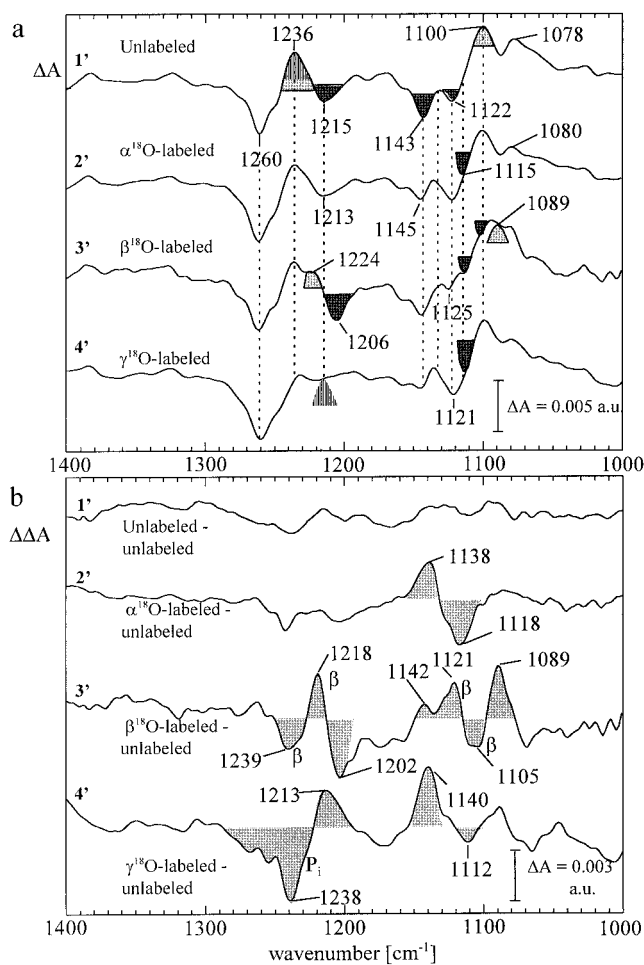 a
1236
1100
1078
1'
Unlabeled
ΔA
1260
1215
1143
1122
2'
α¹⁸O-labeled
1213
1145
1115
1080
1089
3'
β¹⁸O-labeled
1224
1206
1125
4'
γ¹⁸O-labeled
1121
ΔA = 0.005 a.u.
1400 1300 1200 1100 1000
b
1'
ΔΔA
Unlabeled -
unlabeled
2'
1138
α¹⁸O-labeled -
unlabeled
1118
1218
1121
1142
1089
3'
β
β
β¹⁸O-labeled -
unlabeled
1239
β
1202
β
1105
4'
1213
1140
γ¹⁸O-labeled -
unlabeled
Pᵢ
1238
1112
ΔA = 0.003
a.u.
1400 1300 1200 1100 1000
wavenumber [cm⁻¹]